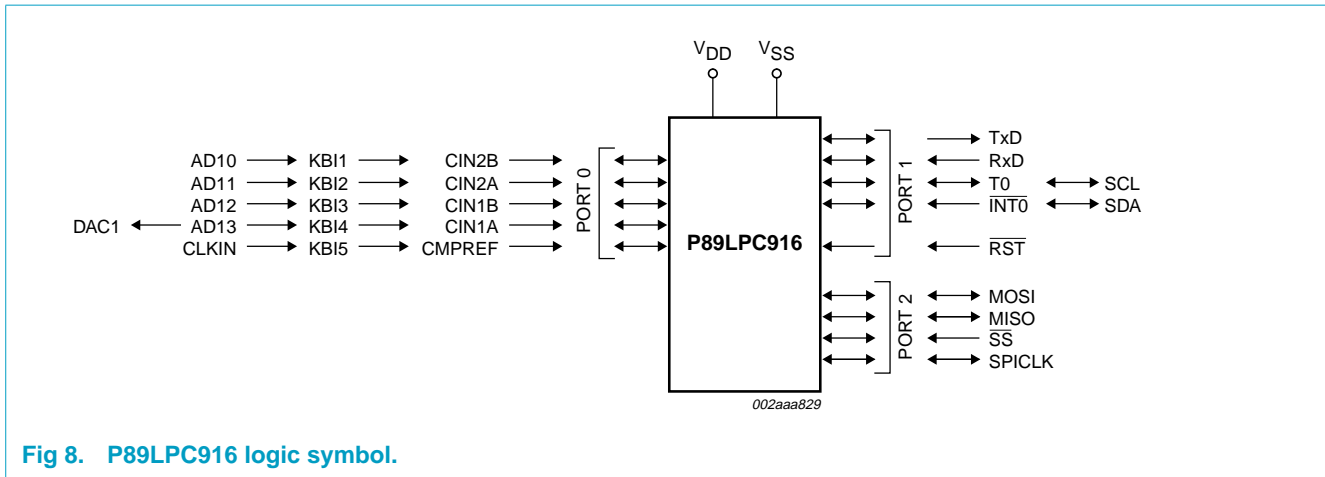 VDD VSS
AD10 KBI1 CIN2B
AD11 KBI2 CIN2A
AD12 KBI3 CIN1B
DAC1 AD13 KBI4 CIN1A
CLKIN KBI5 CMPREF
PORT 0
P89LPC916
PORT 1
TxD
RxD
T0 SCL
INT0 SDA
RST
PORT 2
MOSI
MISO
SS
SPICLK
002aaa829
Fig 8. P89LPC916 logic symbol.